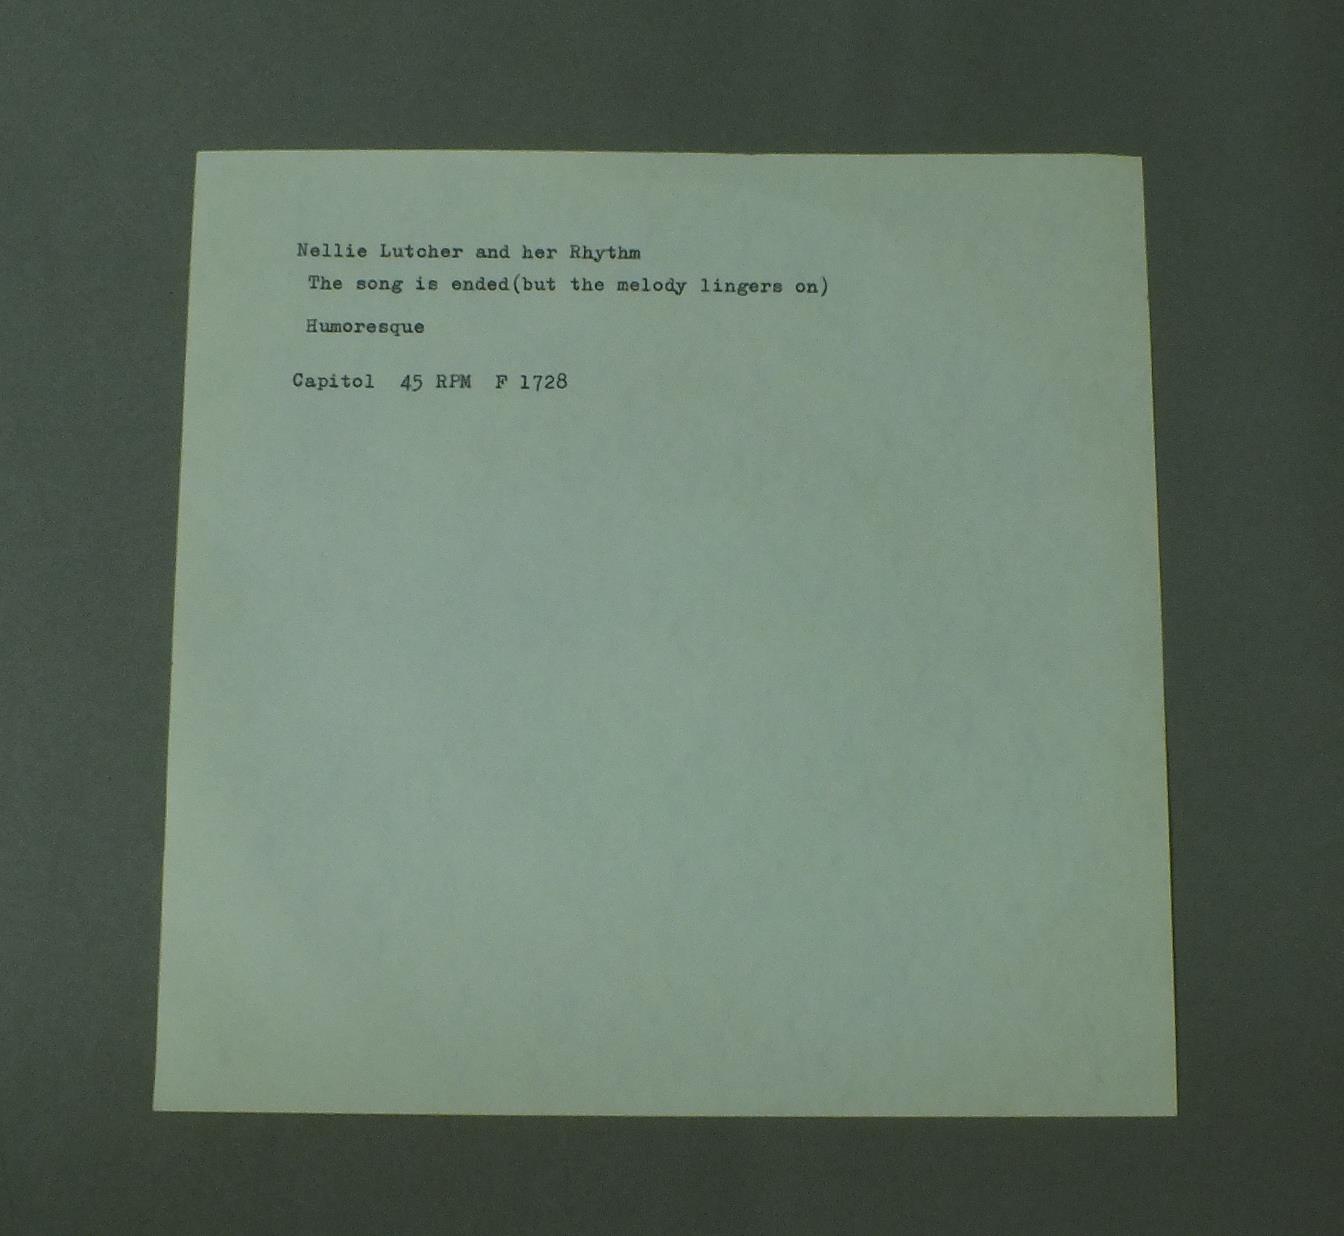 Nellie Lutcher and her Rhythm
The song is ended(but the melody lingers on)
Humoresque
Capitol 45 RPM F 1728